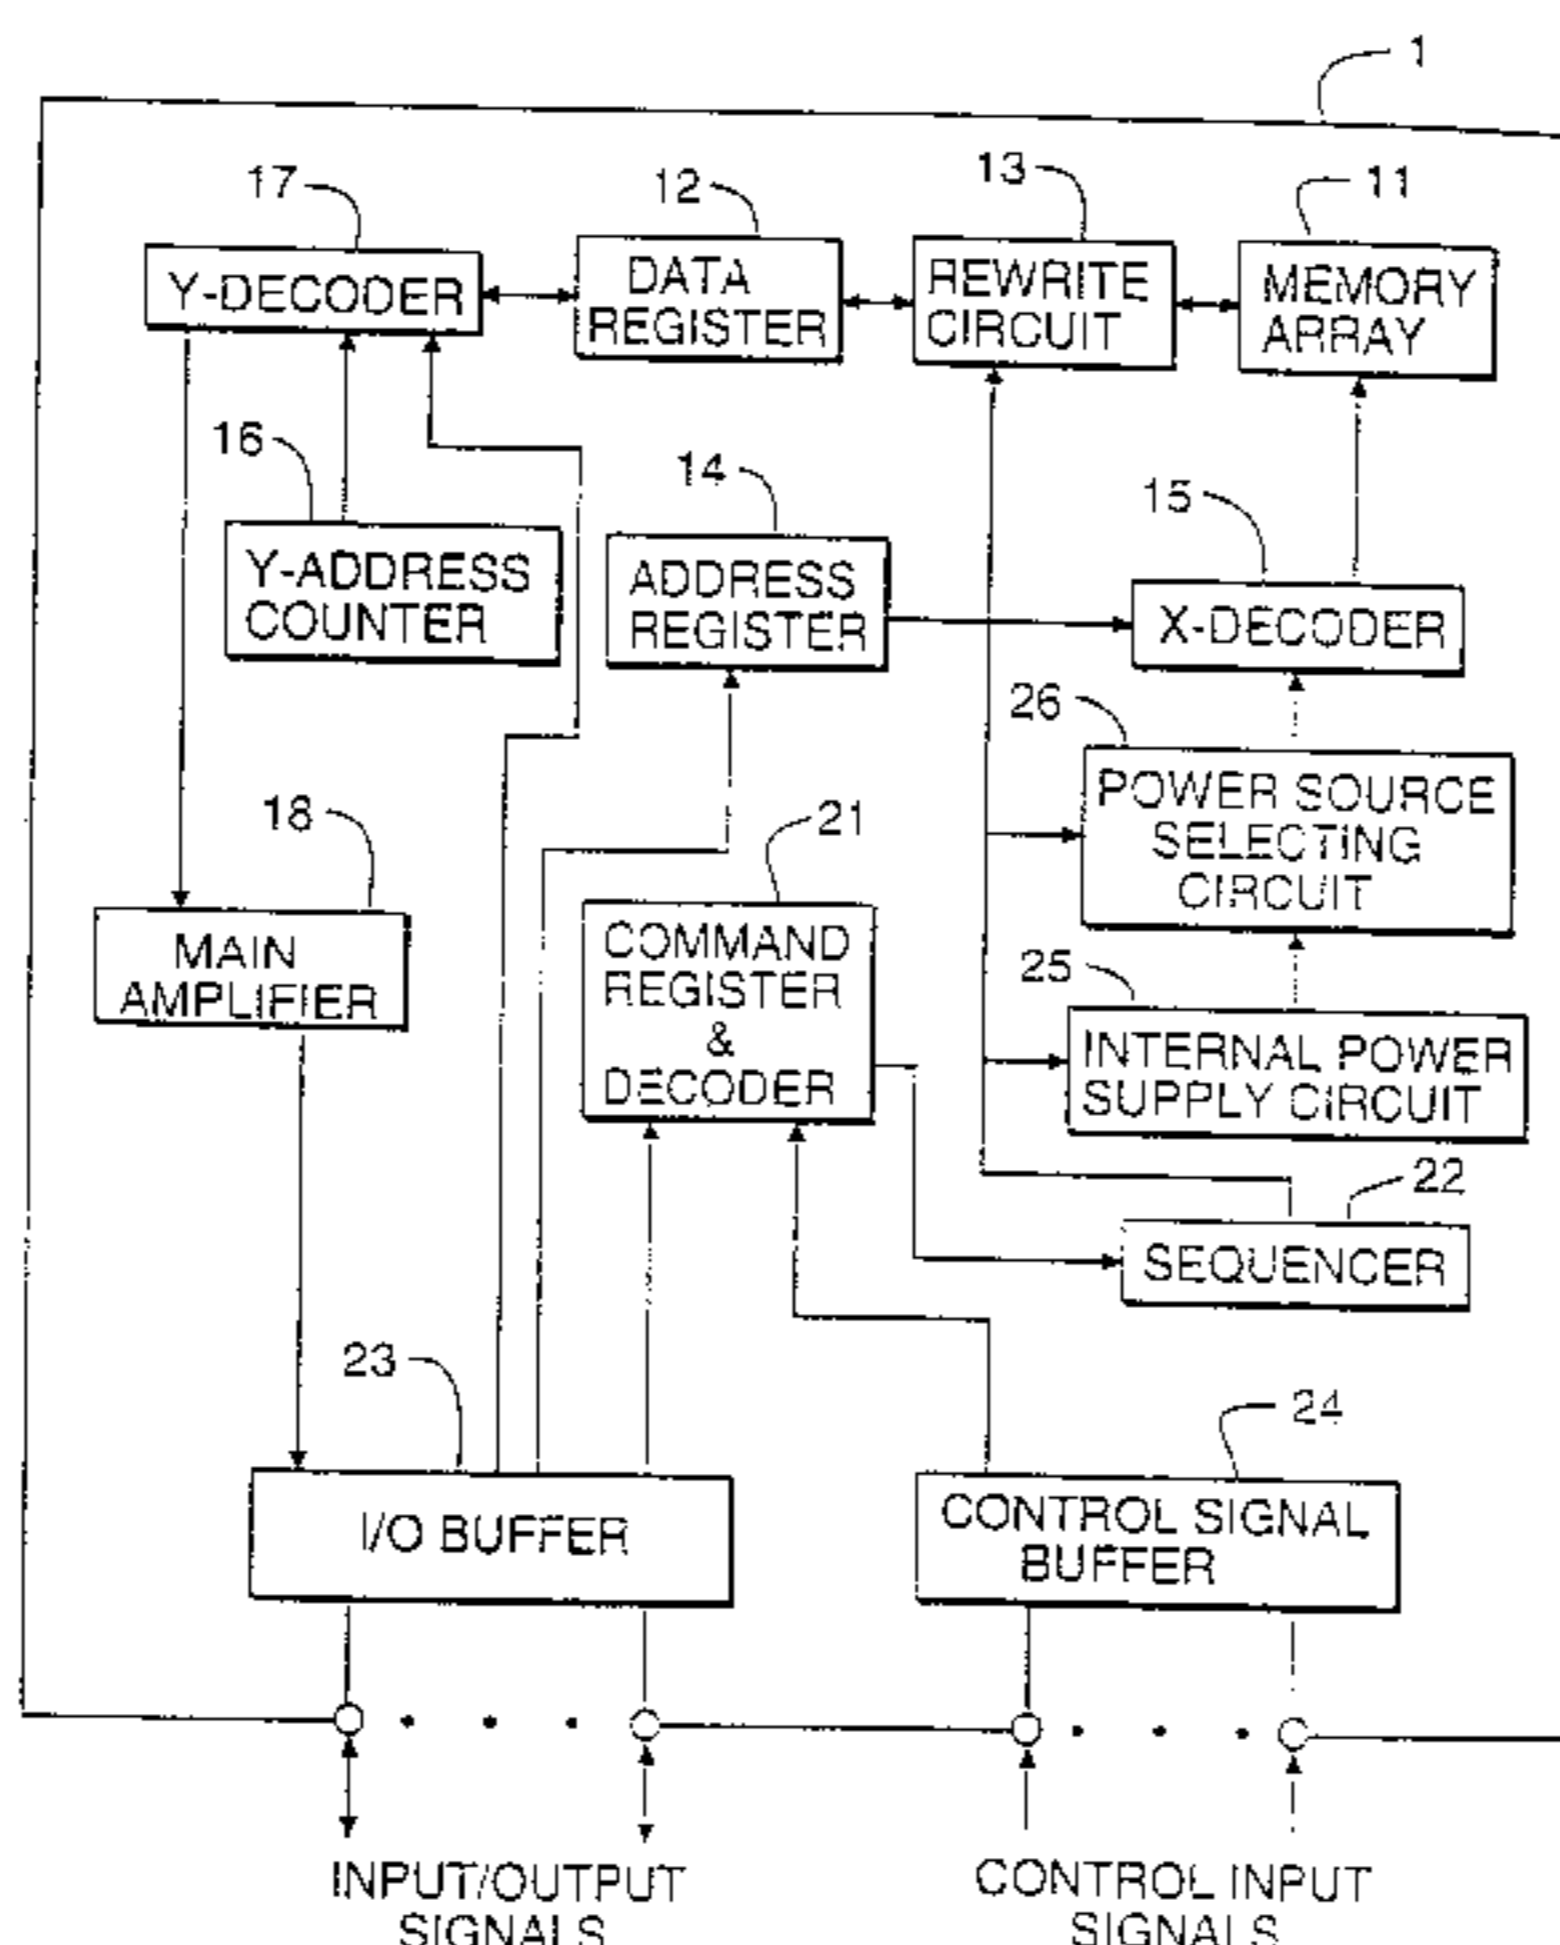 1
17
12
13
11
Y-DECODER
DATA
REGISTER
REWRITE
CIRCUIT
MEMORY
ARRAY
16
14
15
Y-ADDRESS
COUNTER
ADDRESS
REGISTER
X-DECODER
26
POWER SOURCE
SELECTING
CIRCUIT
18
21
MAIN
AMPLIFIER
COMMAND
REGISTER
&
DECODER
25
INTERNAL POWER
SUPPLY CIRCUIT
22
SEQUENCER
23
24
I/O BUFFER
CONTROL SIGNAL
BUFFER
INPUT/OUTPUT
SIGNALS
CONTROL INPUT
SIGNALS